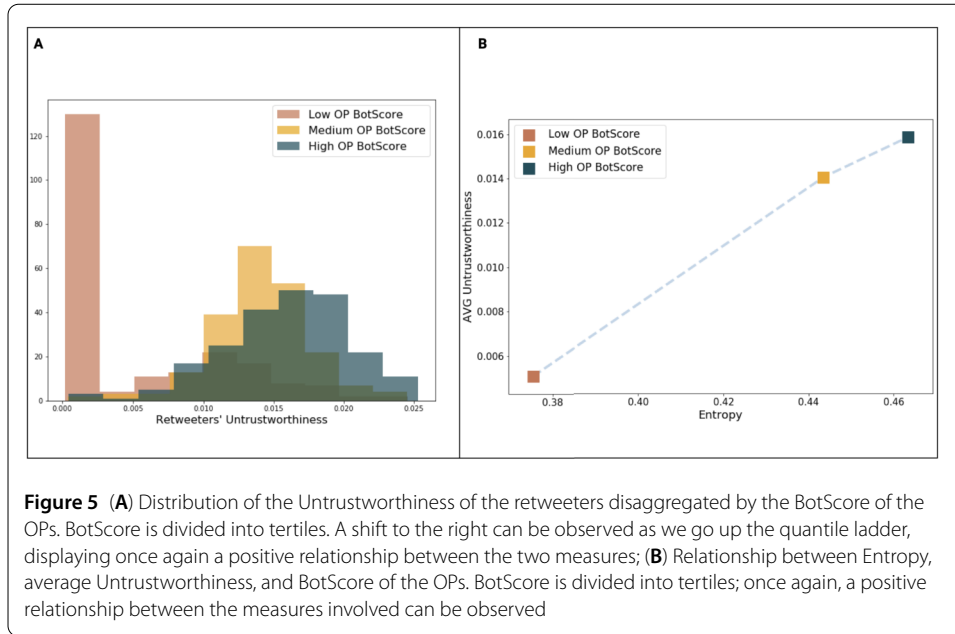 A
Low OP BotScore
Medium OP BotScore
High OP BotScore
120
100
80
60
40
20
0
0.000 0.005 0.010 0.015 0.020 0.025
Retweeters' Untrustworthiness
B
Low OP BotScore
Medium OP BotScore
High OP BotScore
0.016
0.014
0.012
0.010
0.008
0.006
AVG Untrustworthiness
0.38 0.40 0.42 0.44 0.46
Entropy
Figure 5 (A) Distribution of the Untrustworthiness of the retweeters disaggregated by the BotScore of the
OPs. BotScore is divided into tertiles. A shift to the right can be observed as we go up the quantile ladder,
displaying once again a positive relationship between the two measures; (B) Relationship between Entropy,
average Untrustworthiness, and BotScore of the OPs. BotScore is divided into tertiles; once again, a positive
relationship between the measures involved can be observed